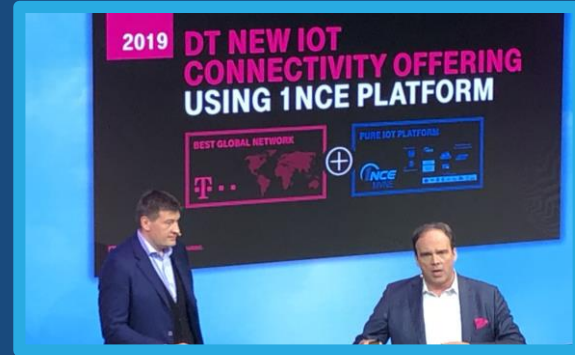 2019
DT NEW IOT
CONNECTIVITY OFFERING
USING 1NCE PLATFORM
BEST GLOBAL NETWORK
PURE IOT PLATFORM
T
1NCE